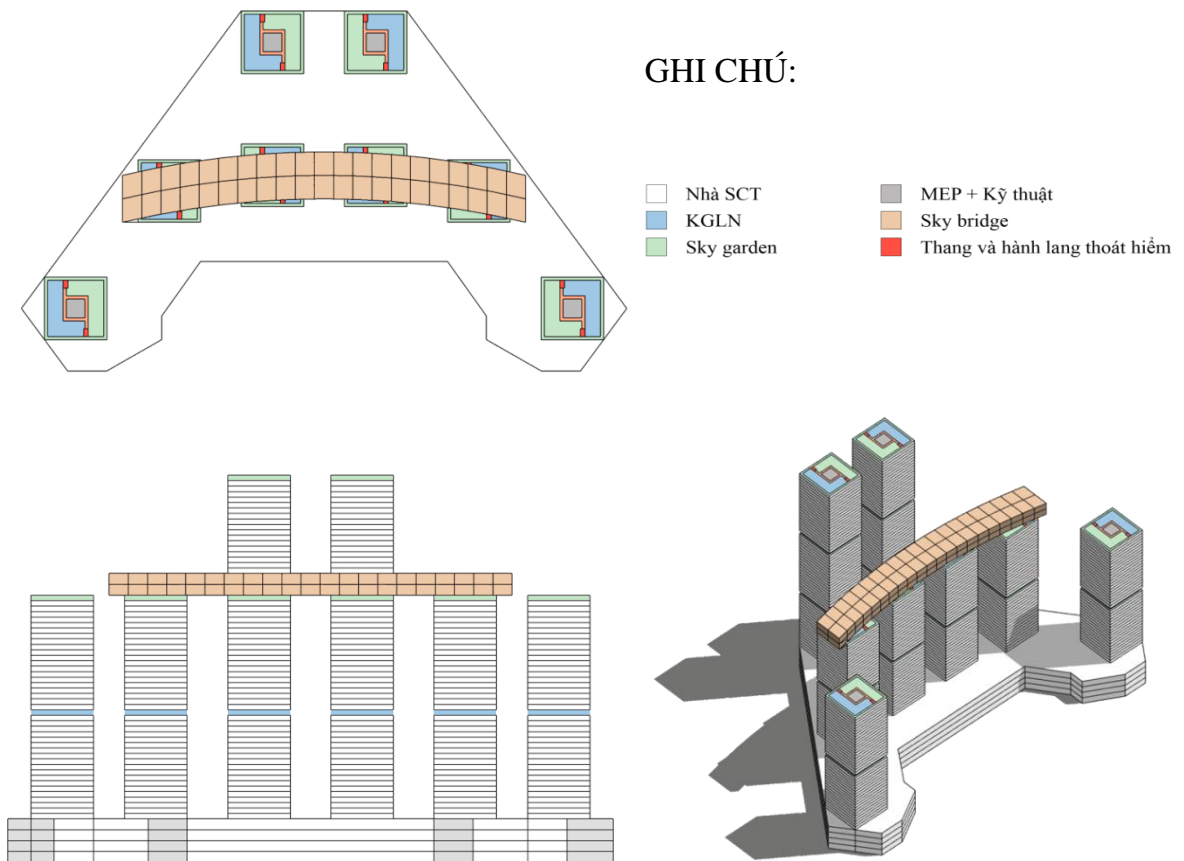 GHI CHÚ:
Nhà SCT
KGLN
Sky garden
MEP + Kỹ thuật
Sky bridge
Thang và hành lang thoát hiểm